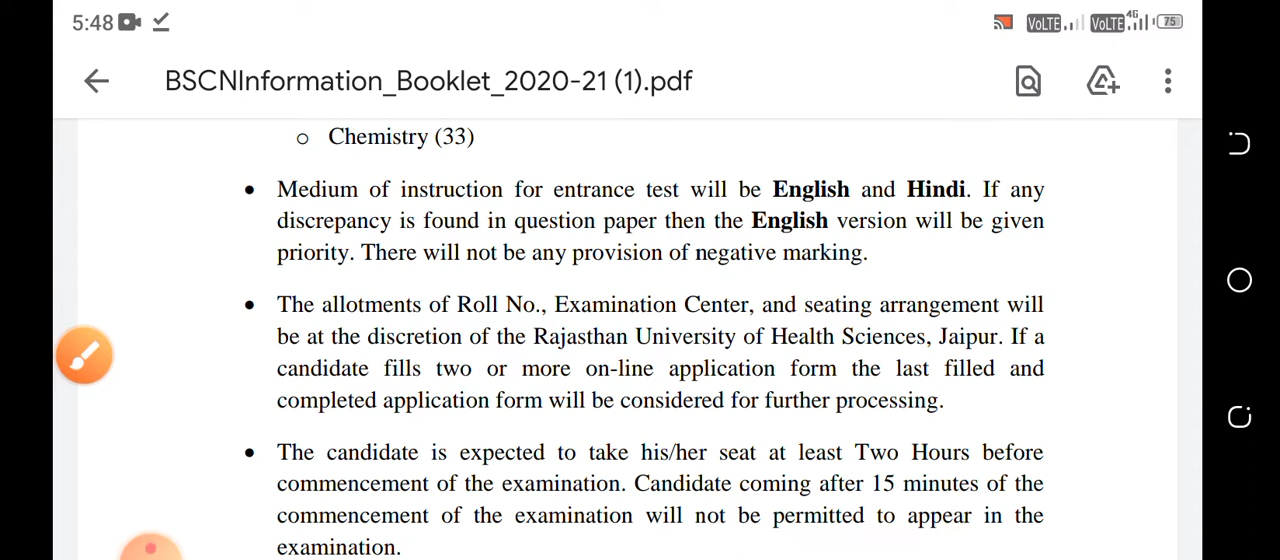 5:48 VoLTE VoLTE 4G 75
BSCNInformation_Booklet_2020-21 (1).pdf
o Chemistry (33)
• Medium of instruction for entrance test will be English and Hindi. If any
discrepancy is found in question paper then the English version will be given
priority. There will not be any provision of negative marking.
• The allotments of Roll No., Examination Center, and seating arrangement will
be at the discretion of the Rajasthan University of Health Sciences, Jaipur. If a
candidate fills two or more on-line application form the last filled and
completed application form will be considered for further processing.
• The candidate is expected to take his/her seat at least Two Hours before
commencement of the examination. Candidate coming after 15 minutes of the
commencement of the examination will not be permitted to appear in the
examination.